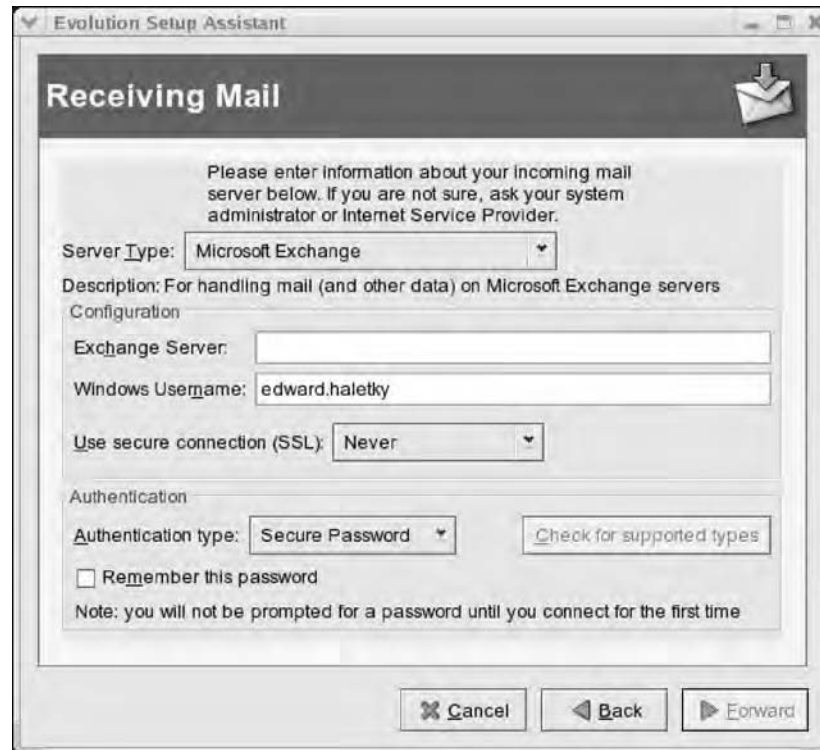 Evolution Setup Assistant
Receiving Mail
Please enter information about your incoming mail
server below. If you are not sure, ask your system
administrator or Internet Service Provider.
Server Type: Microsoft Exchange
Description: For handling mail (and other data) on Microsoft Exchange servers
Configuration
Exchange Server:
Windows Username: edward.haletky
Use secure connection (SSL): Never
Authentication
Authentication type: Secure Password Check for supported types
Remember this password
Note: you will not be prompted for a password until you connect for the first time
Cancel Back Forward